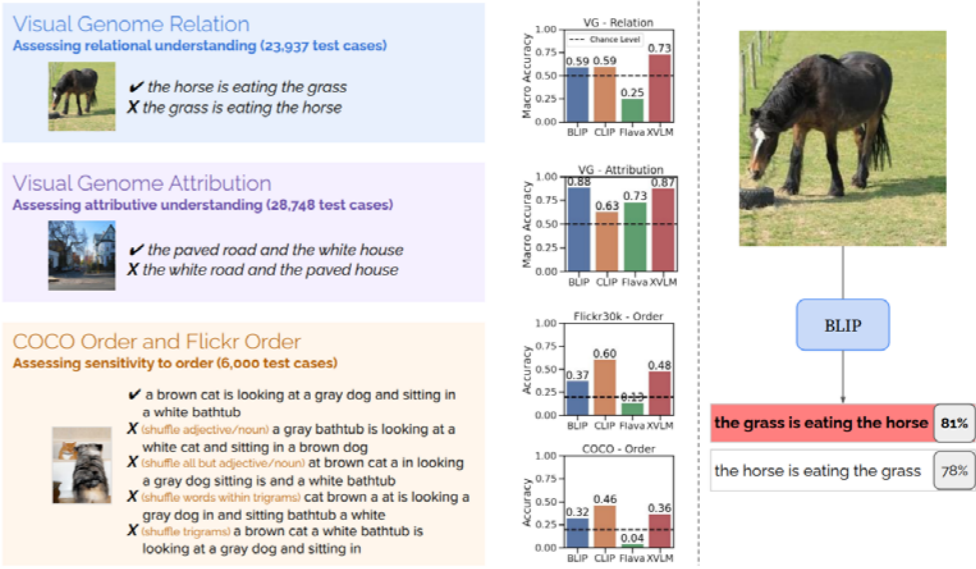 Visual Genome Relation
Assessing relational understanding (23,937 test cases)
✔ the horse is eating the grass
X the grass is eating the horse
Visual Genome Attribution
Assessing attributive understanding (28,748 test cases)
✔ the paved road and the white house
X the white road and the paved house
COCO Order and Flickr Order
Assessing sensitivity to order (6,000 test cases)
✔ a brown cat is looking at a gray dog and sitting in
a white bathtub
X (shuffle adjective/noun) a gray bathtub is looking at a
white cat and sitting in a brown dog
X (shuffle all but adjective/noun) at brown cat a in looking
a gray dog sitting is and a white bathtub
X (shuffle words within trigrams) cat brown a at is looking a
gray dog in and sitting bathtub a white
X (shuffle trigrams) a brown cat a white bathtub is
looking at a gray dog and sitting in
VG - Relation
Macro Accuracy
1.00
0.75
0.50
0.25
0.00
Chance Level
0.59 0.59 0.25 0.73
BLIP CLIP Flava XVLM
VG - Attribution
Macro Accuracy
1.00
0.75
0.50
0.25
0.00
0.88 0.63 0.73 0.87
BLIP CLIP Flava XVLM
Flickr30k - Order
Accuracy
1.00
0.75
0.50
0.25
0.00
0.37 0.60 0.13 0.48
BLIP CLIP Flava XVLM
COCO - Order
Accuracy
1.00
0.75
0.50
0.25
0.00
0.32 0.46 0.04 0.36
BLIP CLIP Flava XVLM
BLIP
the grass is eating the horse 81%
the horse is eating the grass 78%